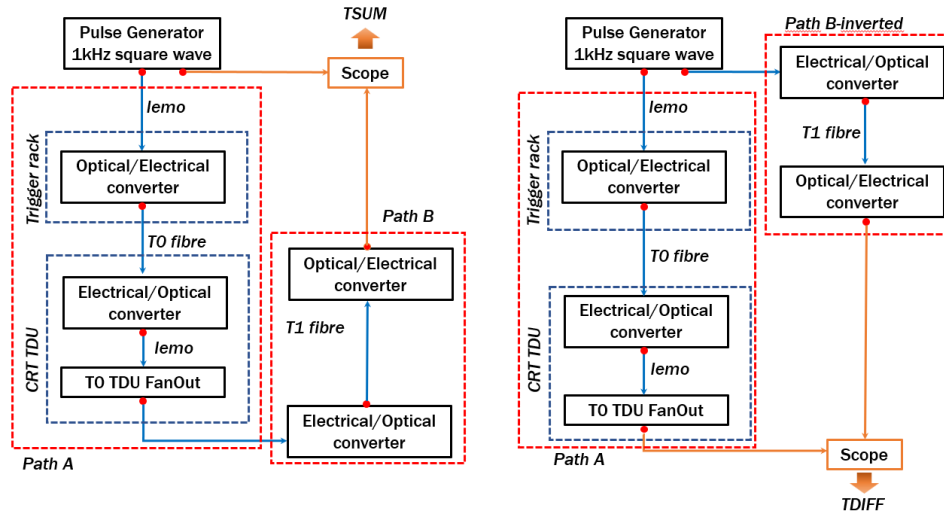 Pulse Generator
1kHz square wave
TSUM
Scope
lemo
Trigger rack
Optical/Electrical
converter
T0 fibre
CRT TDU
Electrical/Optical
converter
lemo
T0 TDU FanOut
Path A
Path B
Optical/Electrical
converter
T1 fibre
Electrical/Optical
converter
Pulse Generator
1kHz square wave
Path B-inverted
Electrical/Optical
converter
T1 fibre
Optical/Electrical
converter
lemo
Trigger rack
Optical/Electrical
converter
T0 fibre
CRT TDU
Electrical/Optical
converter
lemo
T0 TDU FanOut
Path A
Scope
TDIFF